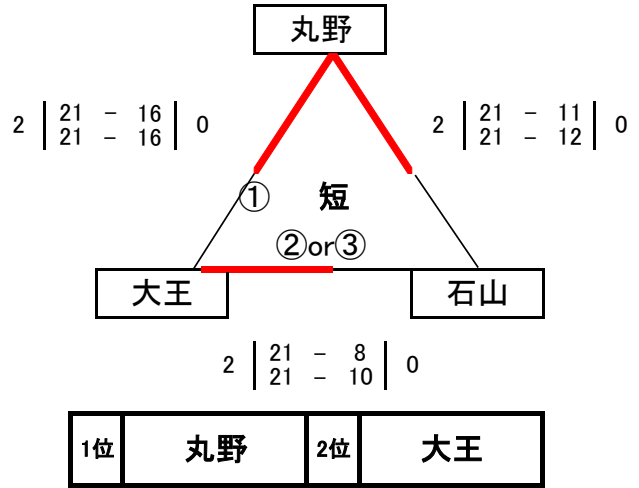 丸野
2 21 － 16 0
21 － 16
2 21 － 11 0
21 － 12
① 短
②or③
大王 石山
2 21 － 8 0
21 － 10
1位 丸野 2位 大王